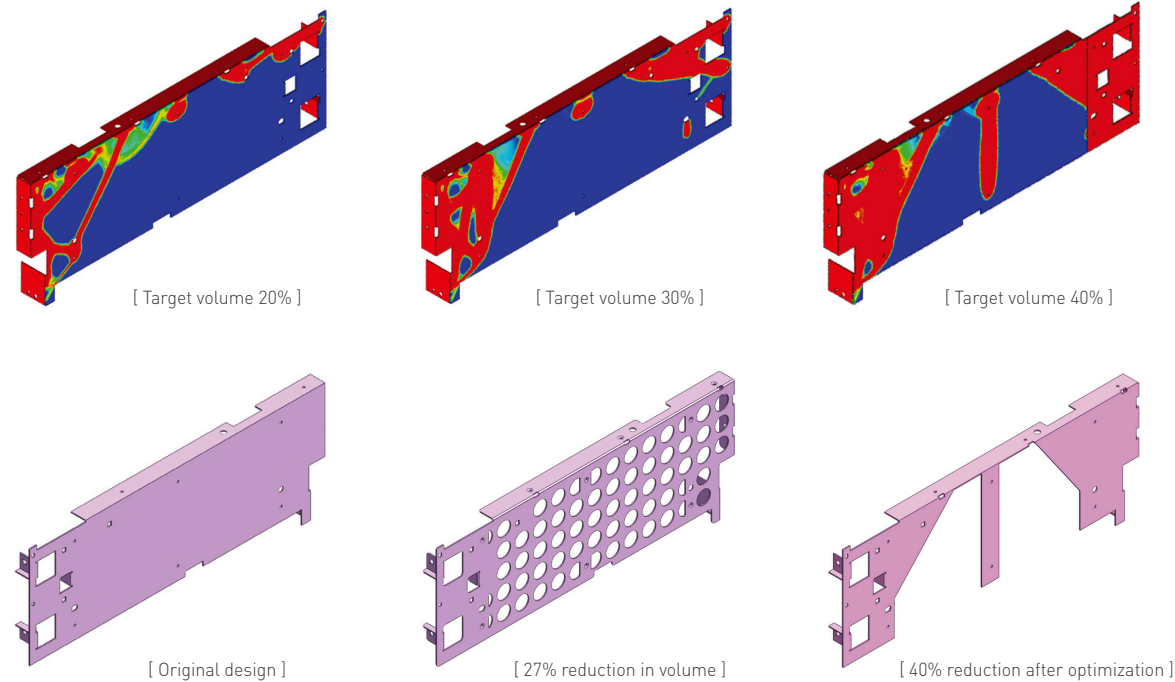 [ Target volume 20% ]
[ Target volume 30% ]
[ Target volume 40% ]
[ Original design ]
[ 27% reduction in volume ]
[ 40% reduction after optimization ]